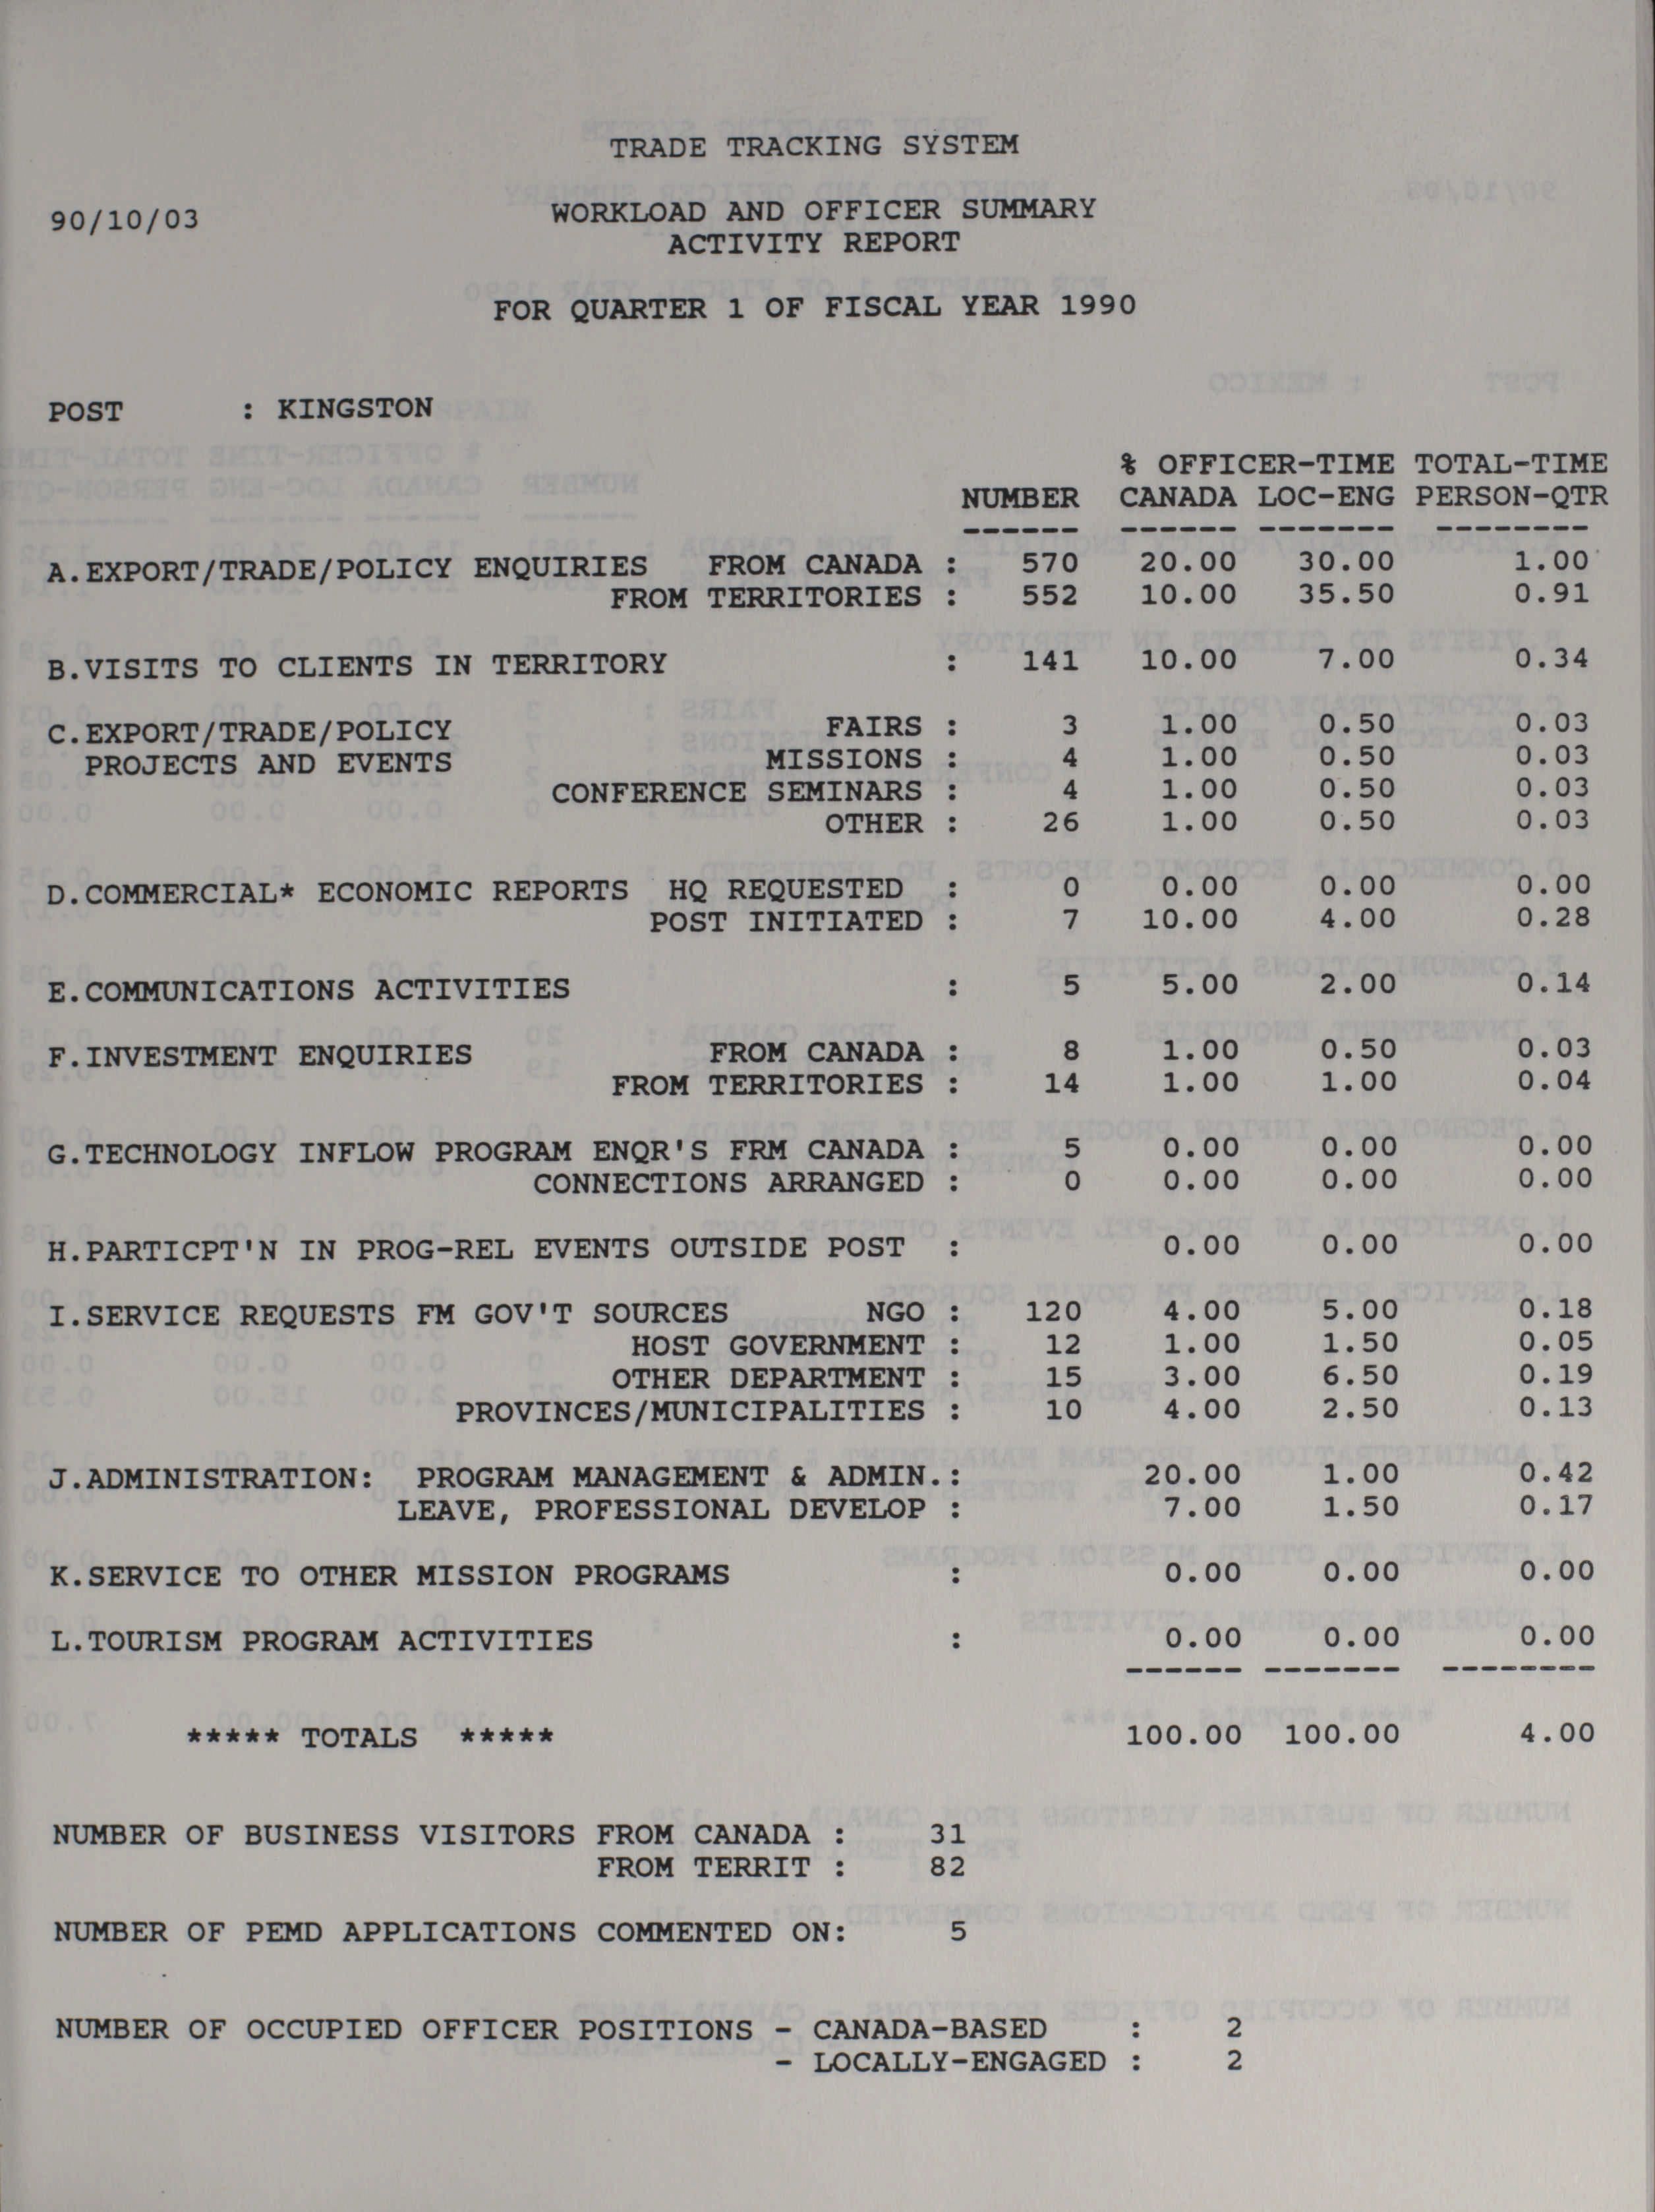 TRADE TRACKING SYSTEM
90/10/03 WORKLOAD AND OFFICER SUMMARY
ACTIVITY REPORT
FOR QUARTER 1 OF FISCAL YEAR 1990
POST : KINGSTON
% OFFICER-TIME TOTAL-TIME
NUMBER CANADA LOC-ENG PERSON-QTR
------ ------ ------- --------
A.EXPORT/TRADE/POLICY ENQUIRIES FROM CANADA : 570 20.00 30.00 1.00
FROM TERRITORIES : 552 10.00 35.50 0.91
B.VISITS TO CLIENTS IN TERRITORY : 141 10.00 7.00 0.34
C.EXPORT/TRADE/POLICY FAIRS : 3 1.00 0.50 0.03
PROJECTS AND EVENTS MISSIONS : 4 1.00 0.50 0.03
CONFERENCE SEMINARS : 4 1.00 0.50 0.03
OTHER : 26 1.00 0.50 0.03
D.COMMERCIAL* ECONOMIC REPORTS HQ REQUESTED : 0 0.00 0.00 0.00
POST INITIATED : 7 10.00 4.00 0.28
E.COMMUNICATIONS ACTIVITIES : 5 5.00 2.00 0.14
F.INVESTMENT ENQUIRIES FROM CANADA : 8 1.00 0.50 0.03
FROM TERRITORIES : 14 1.00 1.00 0.04
G.TECHNOLOGY INFLOW PROGRAM ENQR'S FRM CANADA : 5 0.00 0.00 0.00
CONNECTIONS ARRANGED : 0 0.00 0.00 0.00
H.PARTICPT'N IN PROG-REL EVENTS OUTSIDE POST : 0.00 0.00 0.00
I.SERVICE REQUESTS FM GOV'T SOURCES NGO : 120 4.00 5.00 0.18
HOST GOVERNMENT : 12 1.00 1.50 0.05
OTHER DEPARTMENT : 15 3.00 6.50 0.19
PROVINCES/MUNICIPALITIES : 10 4.00 2.50 0.13
J.ADMINISTRATION: PROGRAM MANAGEMENT & ADMIN.: 20.00 1.00 0.42
LEAVE, PROFESSIONAL DEVELOP : 7.00 1.50 0.17
K.SERVICE TO OTHER MISSION PROGRAMS : 0.00 0.00 0.00
L.TOURISM PROGRAM ACTIVITIES : 0.00 0.00 0.00
------ ------- --------
***** TOTALS ***** 100.00 100.00 4.00
NUMBER OF BUSINESS VISITORS FROM CANADA : 31
FROM TERRIT : 82
NUMBER OF PEMD APPLICATIONS COMMENTED ON: 5
NUMBER OF OCCUPIED OFFICER POSITIONS - CANADA-BASED : 2
- LOCALLY-ENGAGED : 2